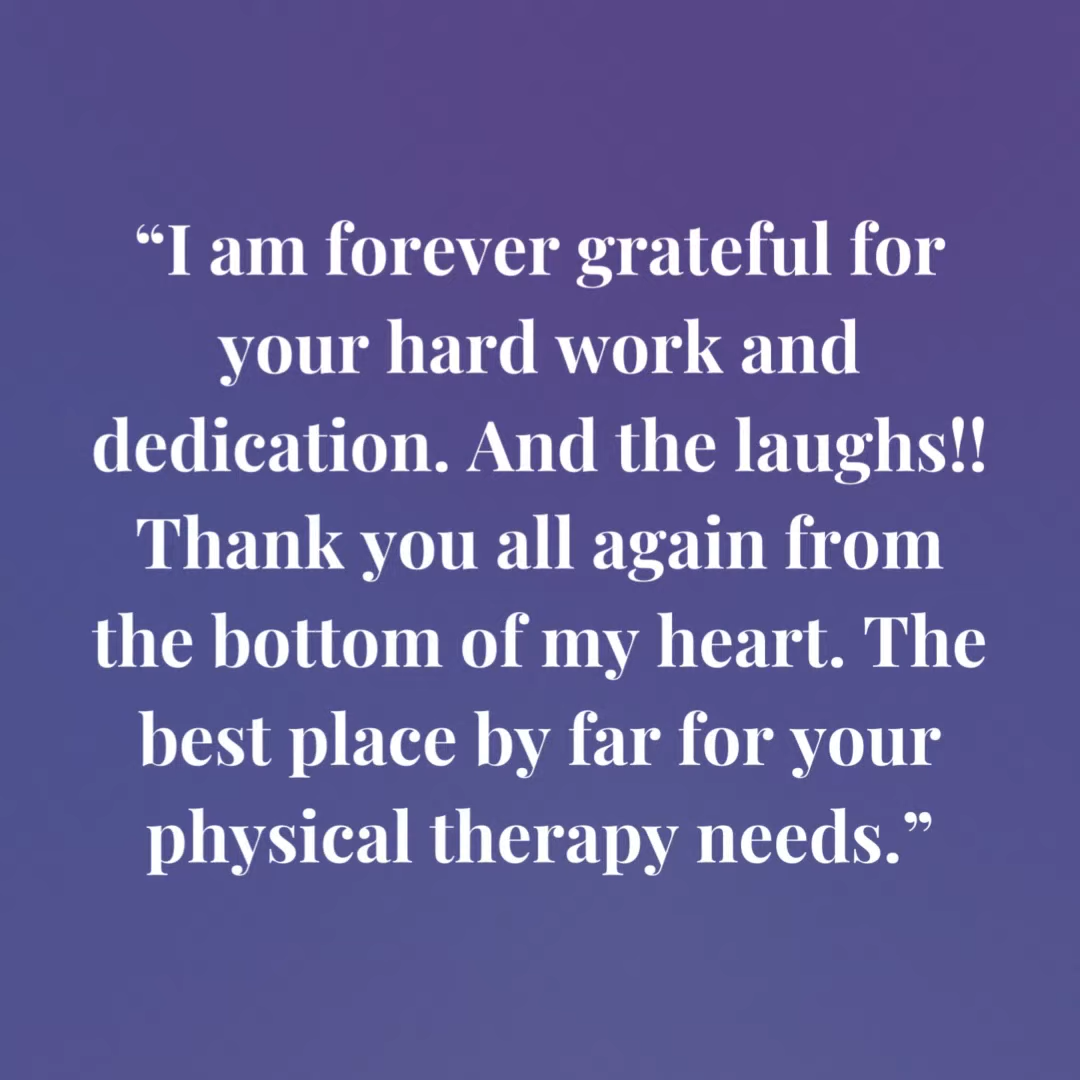 “I am forever grateful for
your hard work and
dedication. And the laughs!!
Thank you all again from
the bottom of my heart. The
best place by far for your
physical therapy needs.”